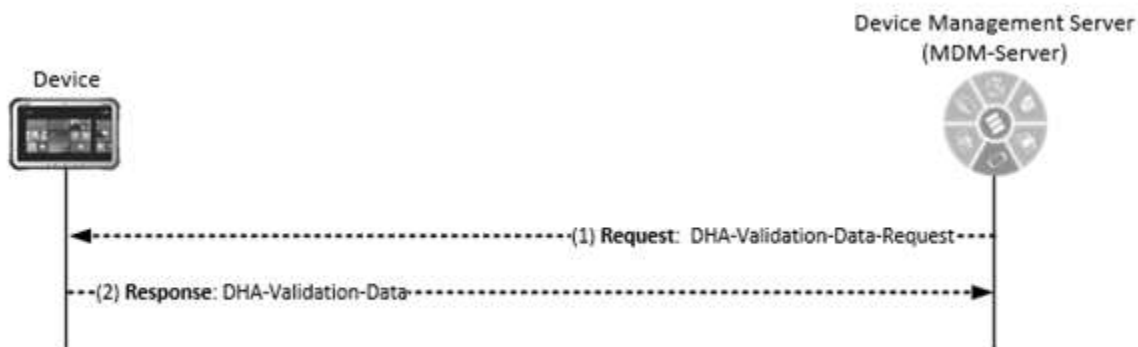 Device Management Server
(MDM-Server)
Device
(1) Request: DHA-Validation-Data-Request
(2) Response: DHA-Validation-Data